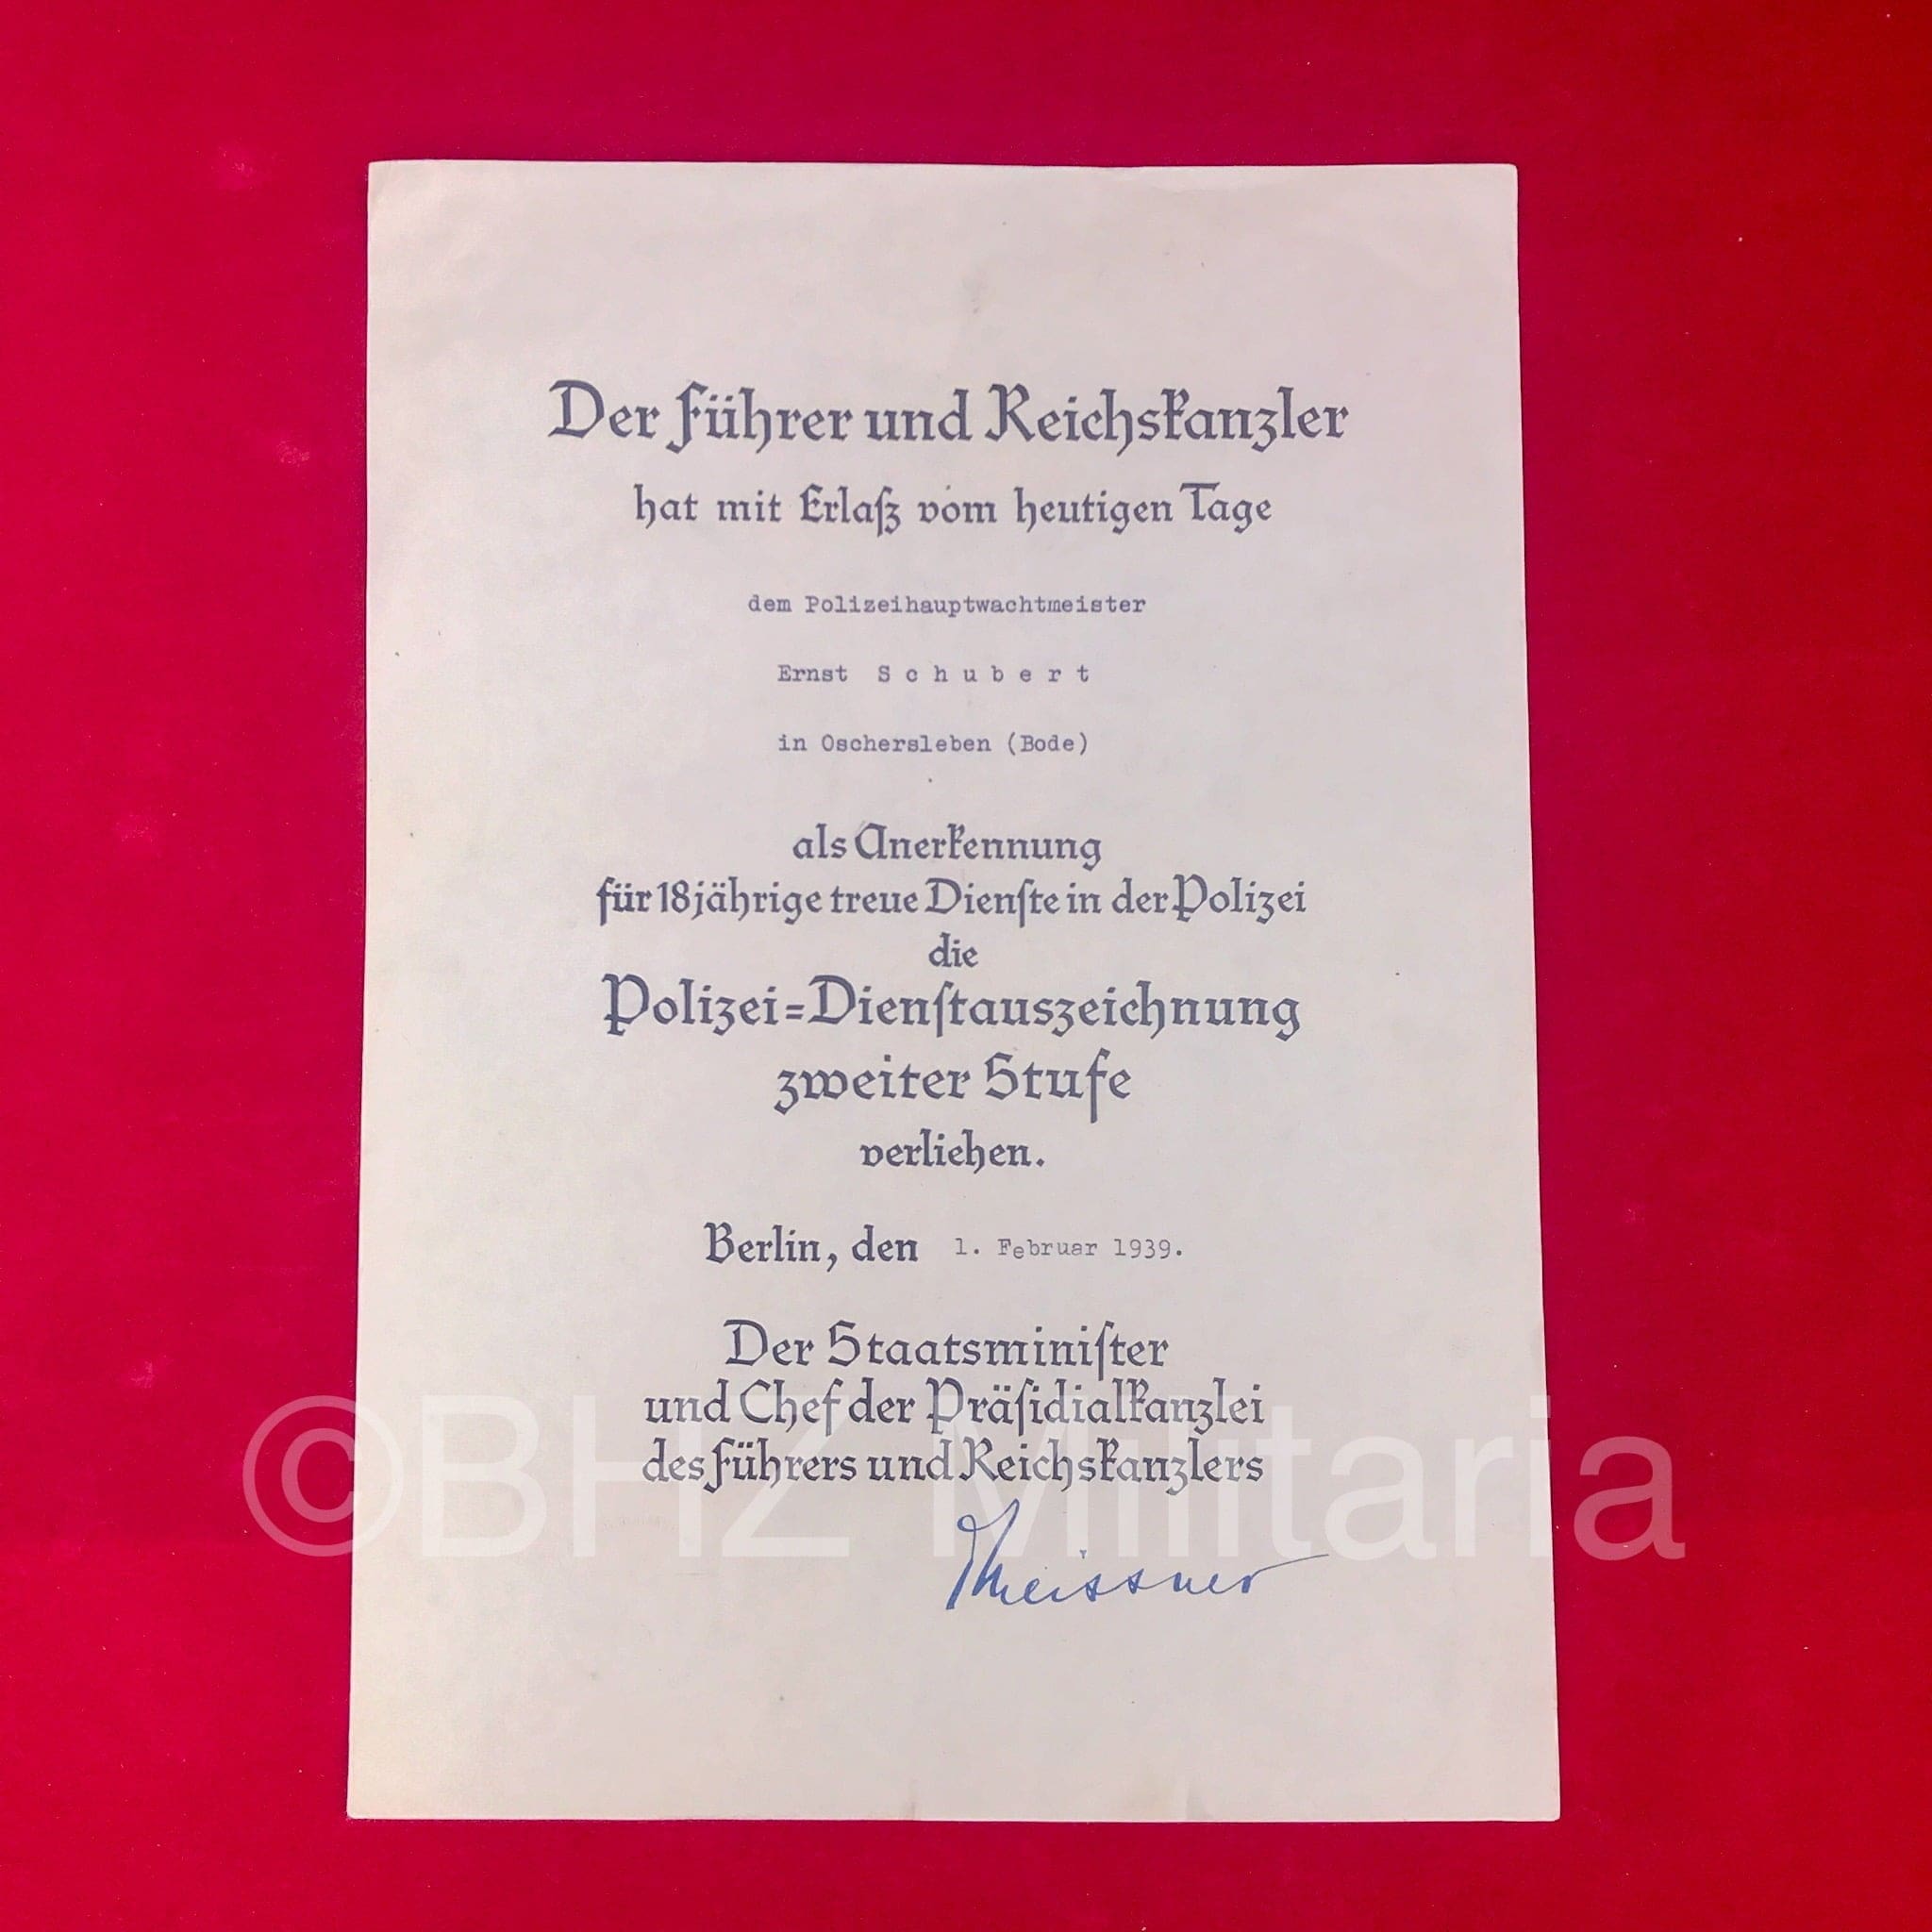 Der Führer und Reichskanzler
hat mit Erlaß vom heutigen Tage
dem Polizeihauptwachtmeister
Ernst S c h u b e r t
in Oschersleben (Bode)
als Anerkennung
für 18jährige treue Dienſte in der Polizei
die
Polizei=Dienſtauszeichnung
zweiter Stufe
verliehen.
Berlin, den 1. Februar 1939.
Der Staatsminiſter
und Chef der Präſidialkanzlei
des Führers und Reichskanzlers
©BHZ Militaria
Meissner